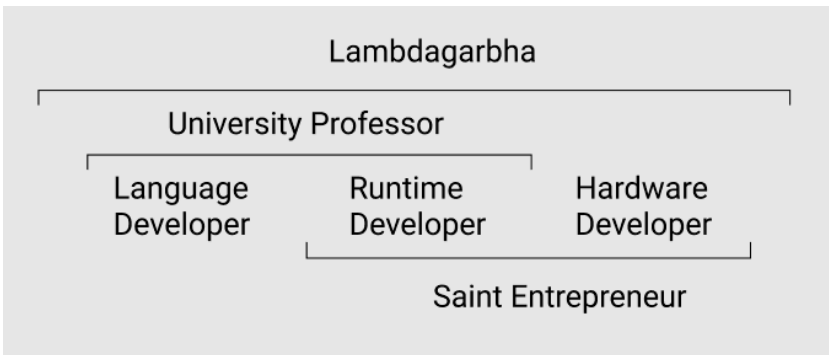 Lambdagarbha
University Professor
Language Runtime Hardware
Developer Developer Developer
Saint Entrepreneur